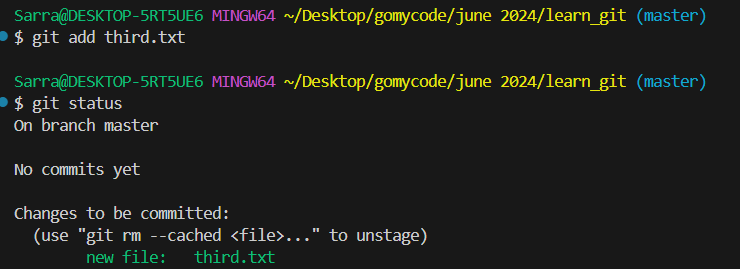 Sarra@DESKTOP-5RT5UE6 MINGW64 ~/Desktop/gomycode/june 2024/learn_git (master)
$ git add third.txt
Sarra@DESKTOP-5RT5UE6 MINGW64 ~/Desktop/gomycode/june 2024/learn_git (master)
$ git status
On branch master
No commits yet
Changes to be committed:
  (use "git rm --cached <file>..." to unstage)
        new file:   third.txt